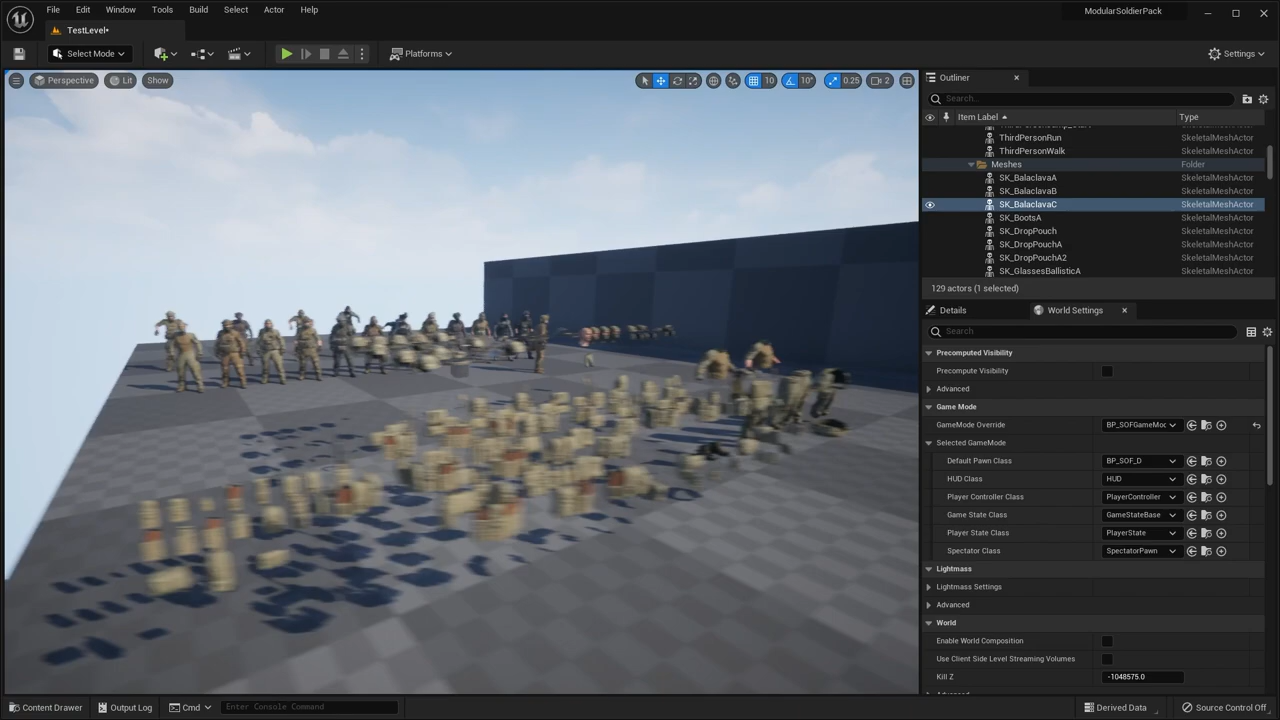 File Edit Window Tools Build Select Actor Help
ModularSoldierPack
TestLevel•
Select Mode
Platforms
Settings
Perspective Lit Show
10 10° 0.25 2
Outliner
Search...
Item Label Type
ThirdPersonRun SkeletalMeshActor
ThirdPersonWalk SkeletalMeshActor
Meshes Folder
SK_BalaclavaA SkeletalMeshActor
SK_BalaclavaB SkeletalMeshActor
SK_BalaclavaC SkeletalMeshActor
SK_BootsA SkeletalMeshActor
SK_DropPouch SkeletalMeshActor
SK_DropPouchA SkeletalMeshActor
SK_DropPouchA2 SkeletalMeshActor
SK_GlassesBallisticA SkeletalMeshActor
129 actors (1 selected)
Details World Settings
Search
Precomputed Visibility
Precompute Visibility
Advanced
Game Mode
GameMode Override BP_SOFGameMoc
Selected GameMode
Default Pawn Class BP_SOF_D
HUD Class HUD
Player Controller Class PlayerController
Game State Class GameStateBase
Player State Class PlayerState
Spectator Class SpectatorPawn
Lightmass
Lightmass Settings
Advanced
World
Enable World Composition
Use Client Side Level Streaming Volumes
Kill Z -1048575.0
Content Drawer Output Log Cmd Enter Console Command
Derived Data Source Control Off